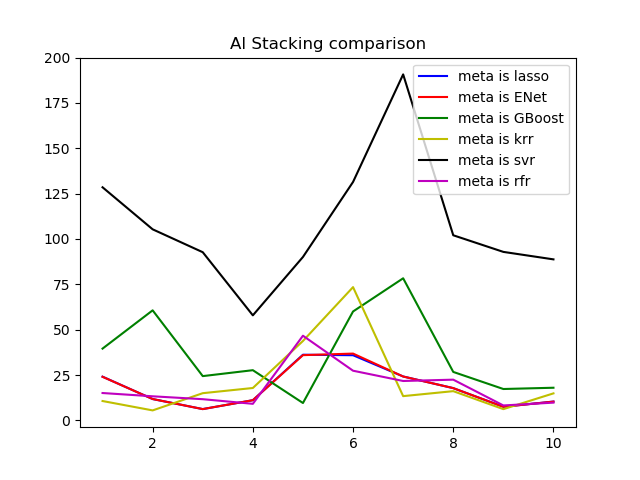 Al Stacking comparison
200
175
150
125
100
75
50
25
0
2
4
6
8
10
meta is lasso
meta is ENet
meta is GBoost
meta is krr
meta is svr
meta is rfr